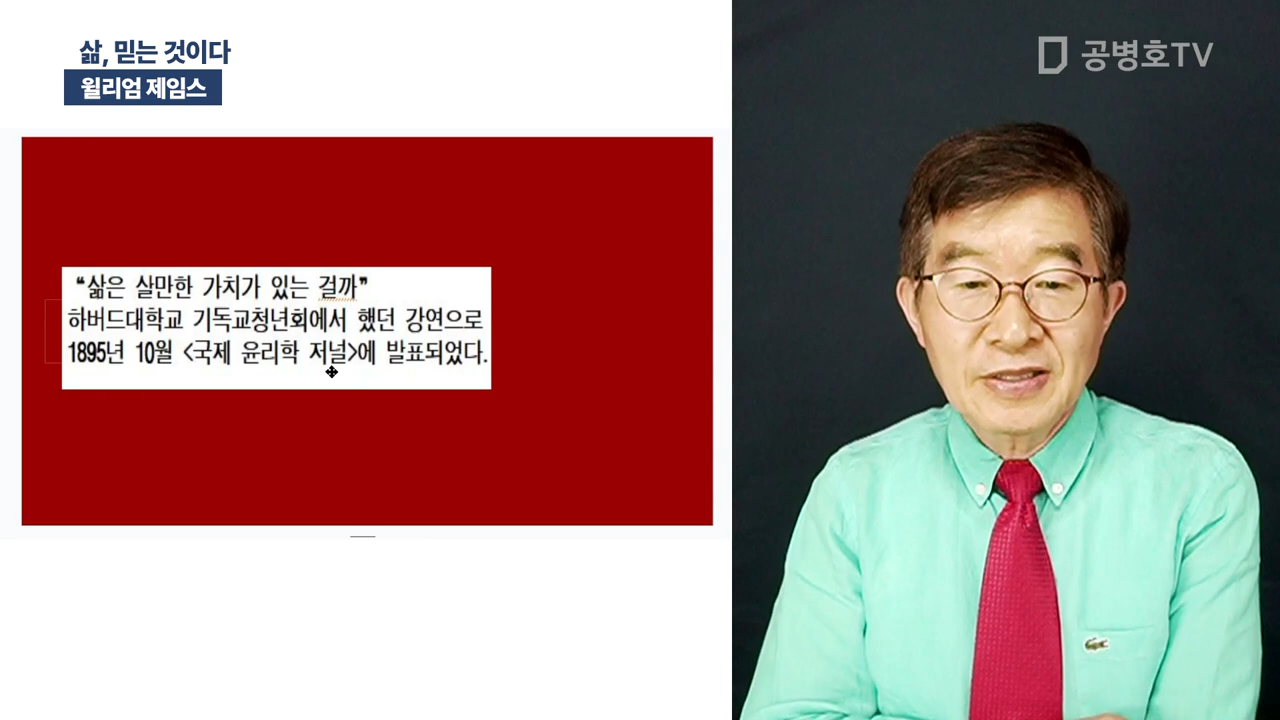 삶, 믿는 것이다
윌리엄 제임스
공병호TV
“삶은 살만한 가치가 있는 걸까”
하버드대학교 기독교청년회에서 했던 강연으로
1895년 10월 <국제 윤리학 저널>에 발표되었다.